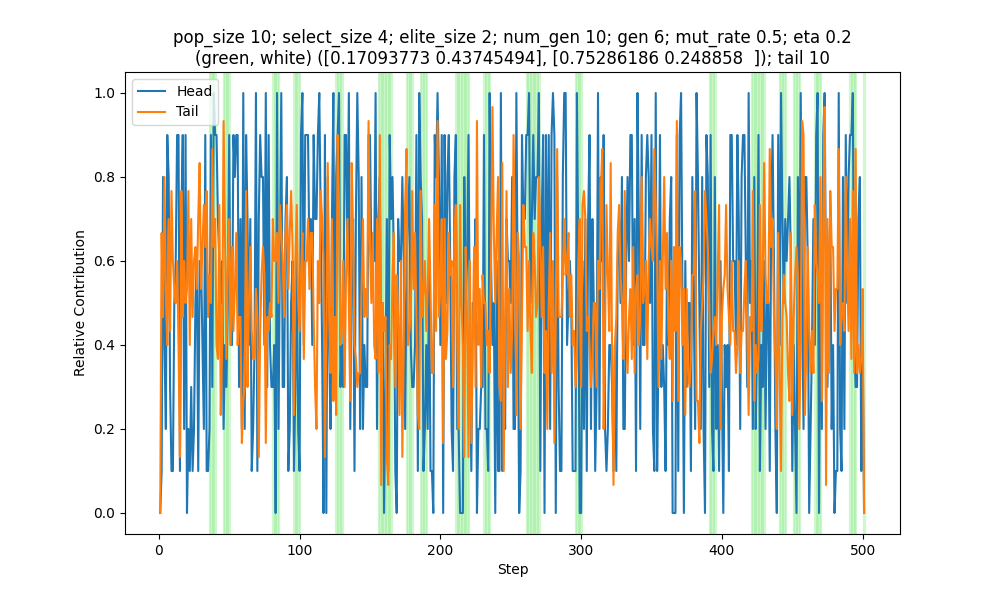 pop_size 10; select_size 4; elite_size 2; num_gen 10; gen 6; mut_rate 0.5; eta 0.2
(green, white) ([0.17093773 0.43745494], [0.75286186 0.248858  ]); tail 10
Head
Tail
Relative Contribution
1.0
0.8
0.6
0.4
0.2
0.0
0
100
200
300
400
500
Step